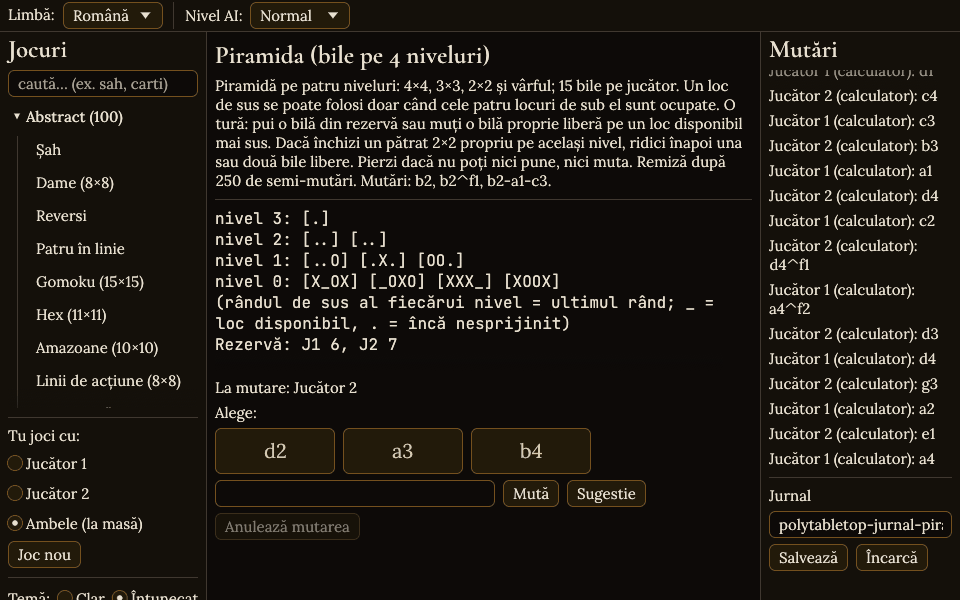 Limbă: Română ▼ Nivel AI: Normal ▼
Jocuri
caută... (ex. sah, carti)
▼ Abstract (100)
Șah
Dame (8×8)
Reversi
Patru în linie
Gomoku (15×15)
Hex (11×11)
Amazoane (10×10)
Linii de acțiune (8×8)
Tu joci cu:
Jucător 1
Jucător 2
Ambele (la masă)
Joc nou
Temă: Clar Întunecat
Piramida (bile pe 4 niveluri)
Piramidă pe patru niveluri: 4×4, 3×3, 2×2 și vârful; 15 bile pe jucător. Un loc
de sus se poate folosi doar când cele patru locuri de sub el sunt ocupate. O
tură: pui o bilă din rezervă sau muți o bilă proprie liberă pe un loc disponibil
mai sus. Dacă închizi un pătrat 2×2 propriu pe același nivel, ridici înapoi una
sau două bile libere. Pierzi dacă nu poți nici pune, nici muta. Remiză după
250 de semi-mutări. Mutări: b2, b2^f1, b2-a1-c3.
nivel 3: [.]
nivel 2: [..] [..]
nivel 1: [..O] [.X.] [OO.]
nivel 0: [X_OX] [_OXO] [XXX_] [XOOX]
(rândul de sus al fiecărui nivel = ultimul rând; _ =
loc disponibil, . = încă nesprijinit)
Rezervă: J1 6, J2 7
La mutare: Jucător 2
Alege:
d2 a3 b4
Mută Sugestie
Anulează mutarea
Mutări
Jucător 1 (calculator): d1
Jucător 2 (calculator): c4
Jucător 1 (calculator): c3
Jucător 2 (calculator): b3
Jucător 1 (calculator): a1
Jucător 2 (calculator): d4
Jucător 1 (calculator): c2
Jucător 2 (calculator):
d4^f1
Jucător 1 (calculator):
a4^f2
Jucător 2 (calculator): d3
Jucător 1 (calculator): d4
Jucător 2 (calculator): g3
Jucător 1 (calculator): a2
Jucător 2 (calculator): e1
Jucător 1 (calculator): a4
Jurnal
polytabletop-jurnal-pira
Salvează Încarcă